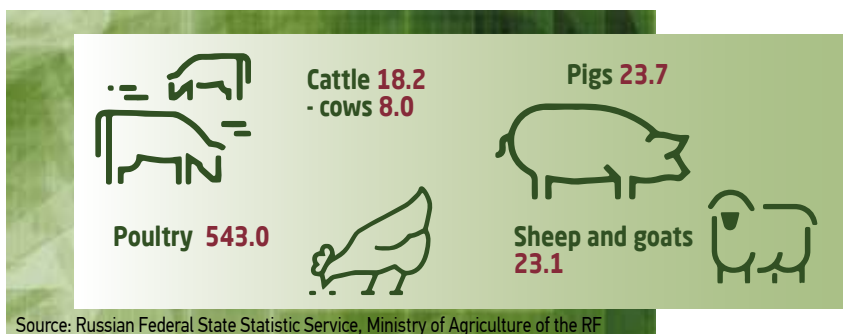 Cattle 18.2
- cows 8.0
Pigs 23.7
Poultry 543.0
Sheep and goats
23.1
Source: Russian Federal State Statistic Service, Ministry of Agriculture of the RF